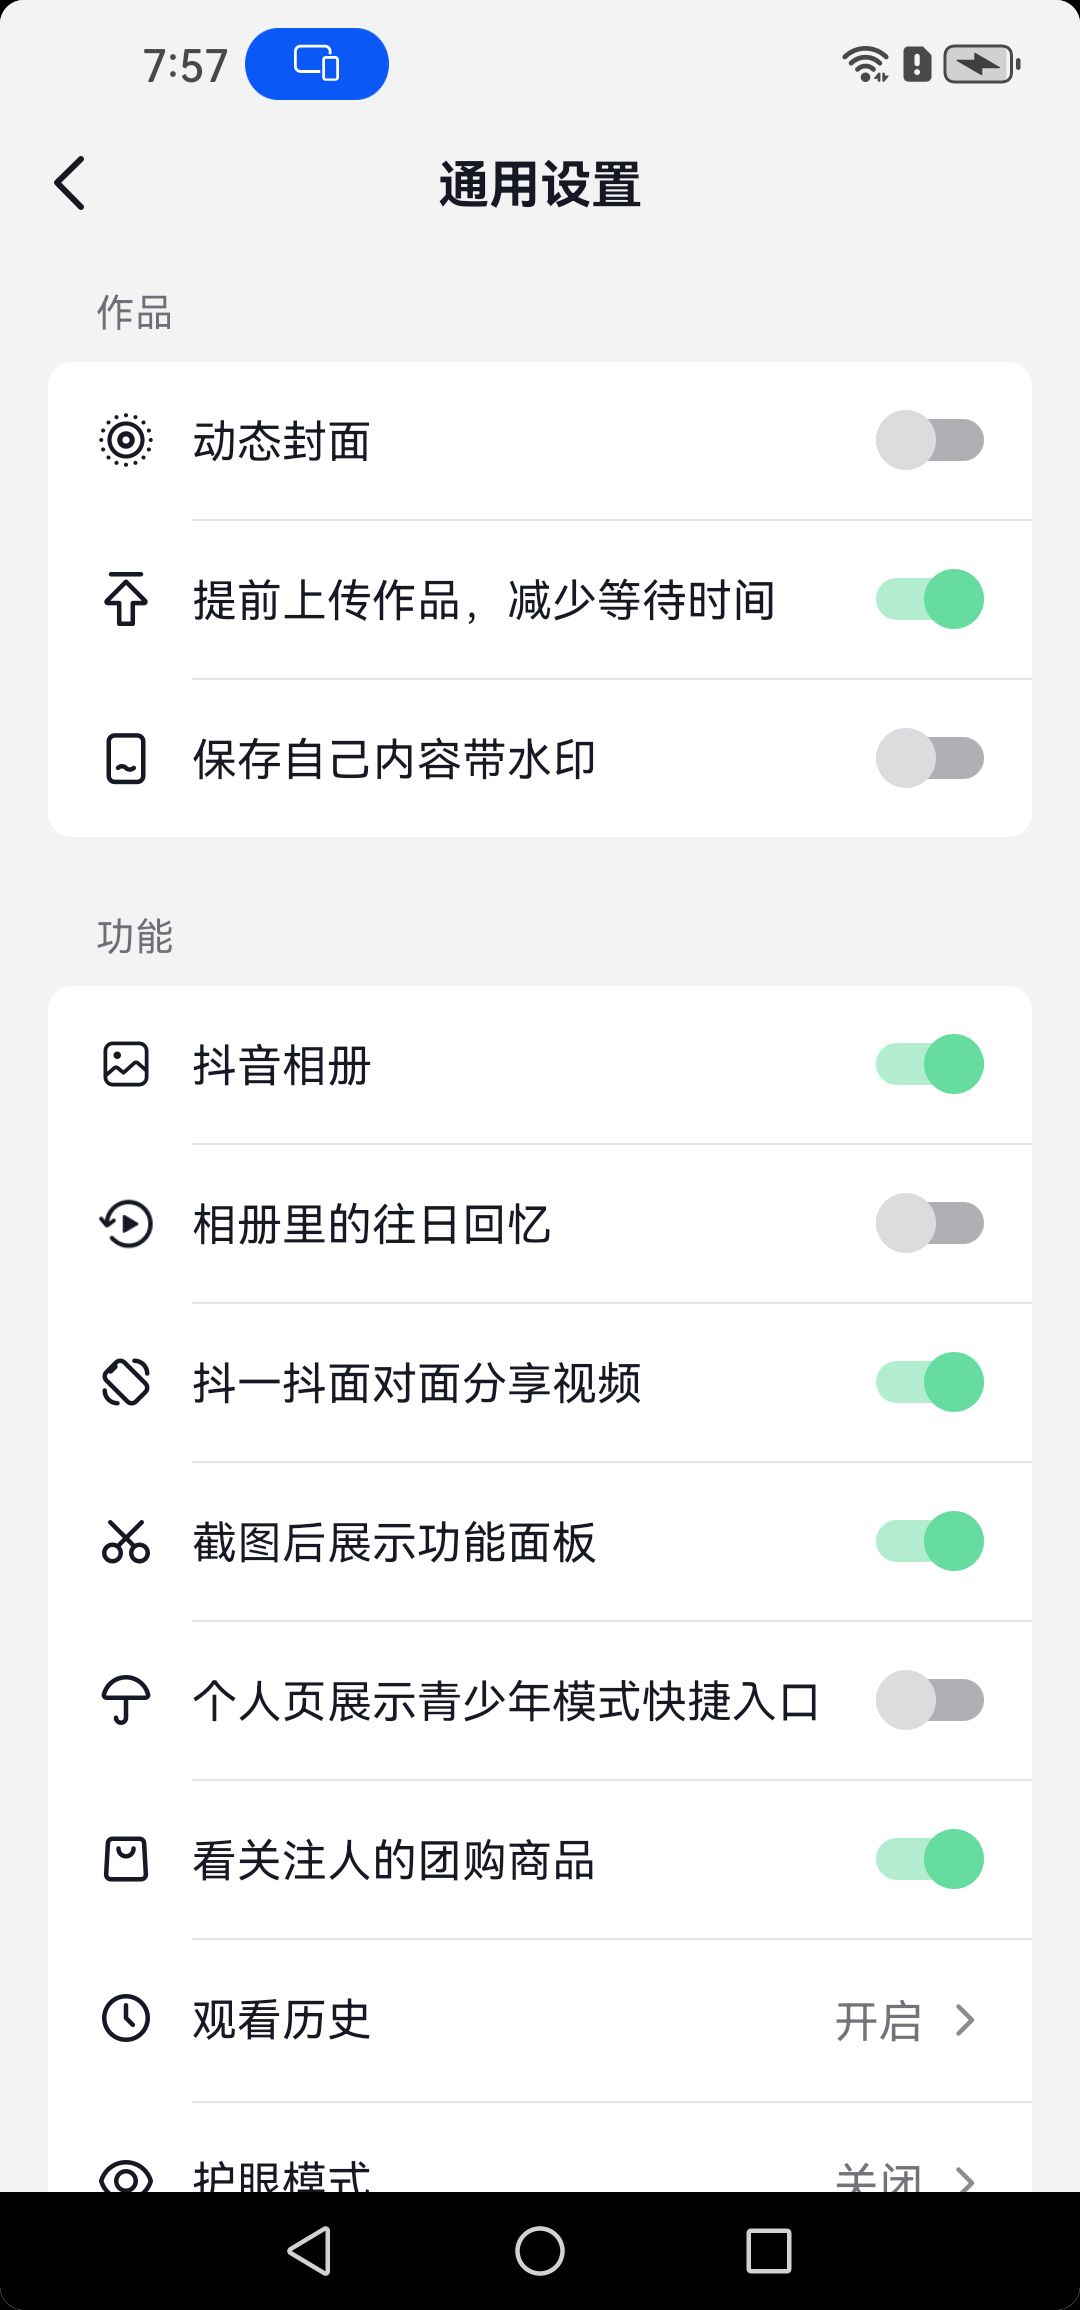 7:57
通用设置
作品
动态封面
提前上传作品，减少等待时间
保存自己内容带水印
功能
抖音相册
相册里的往日回忆
抖一抖面对面分享视频
截图后展示功能面板
个人页展示青少年模式快捷入口
看关注人的团购商品
观看历史 开启
护眼模式 关闭